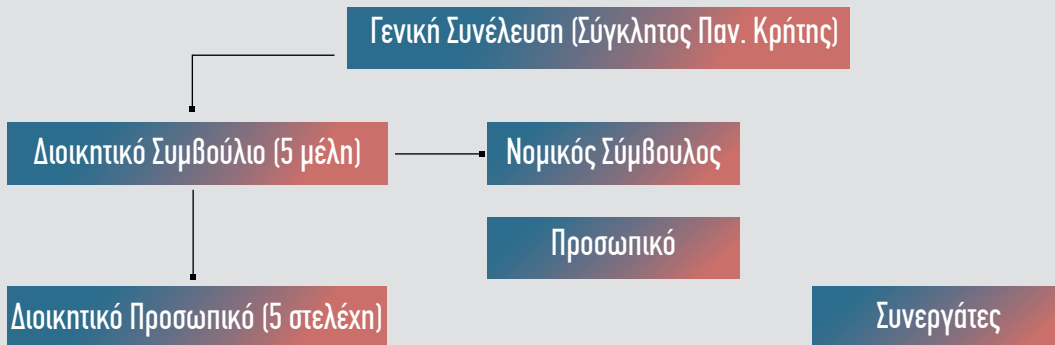 Γενική Συνέλευση (Σύγκλητος Παν. Κρήτης)
Διοικητικό Συμβούλιο (5 μέλη)
Νομικός Σύμβουλος
Προσωπικό
Διοικητικό Προσωπικό (5 στελέχη)
Συνεργάτες